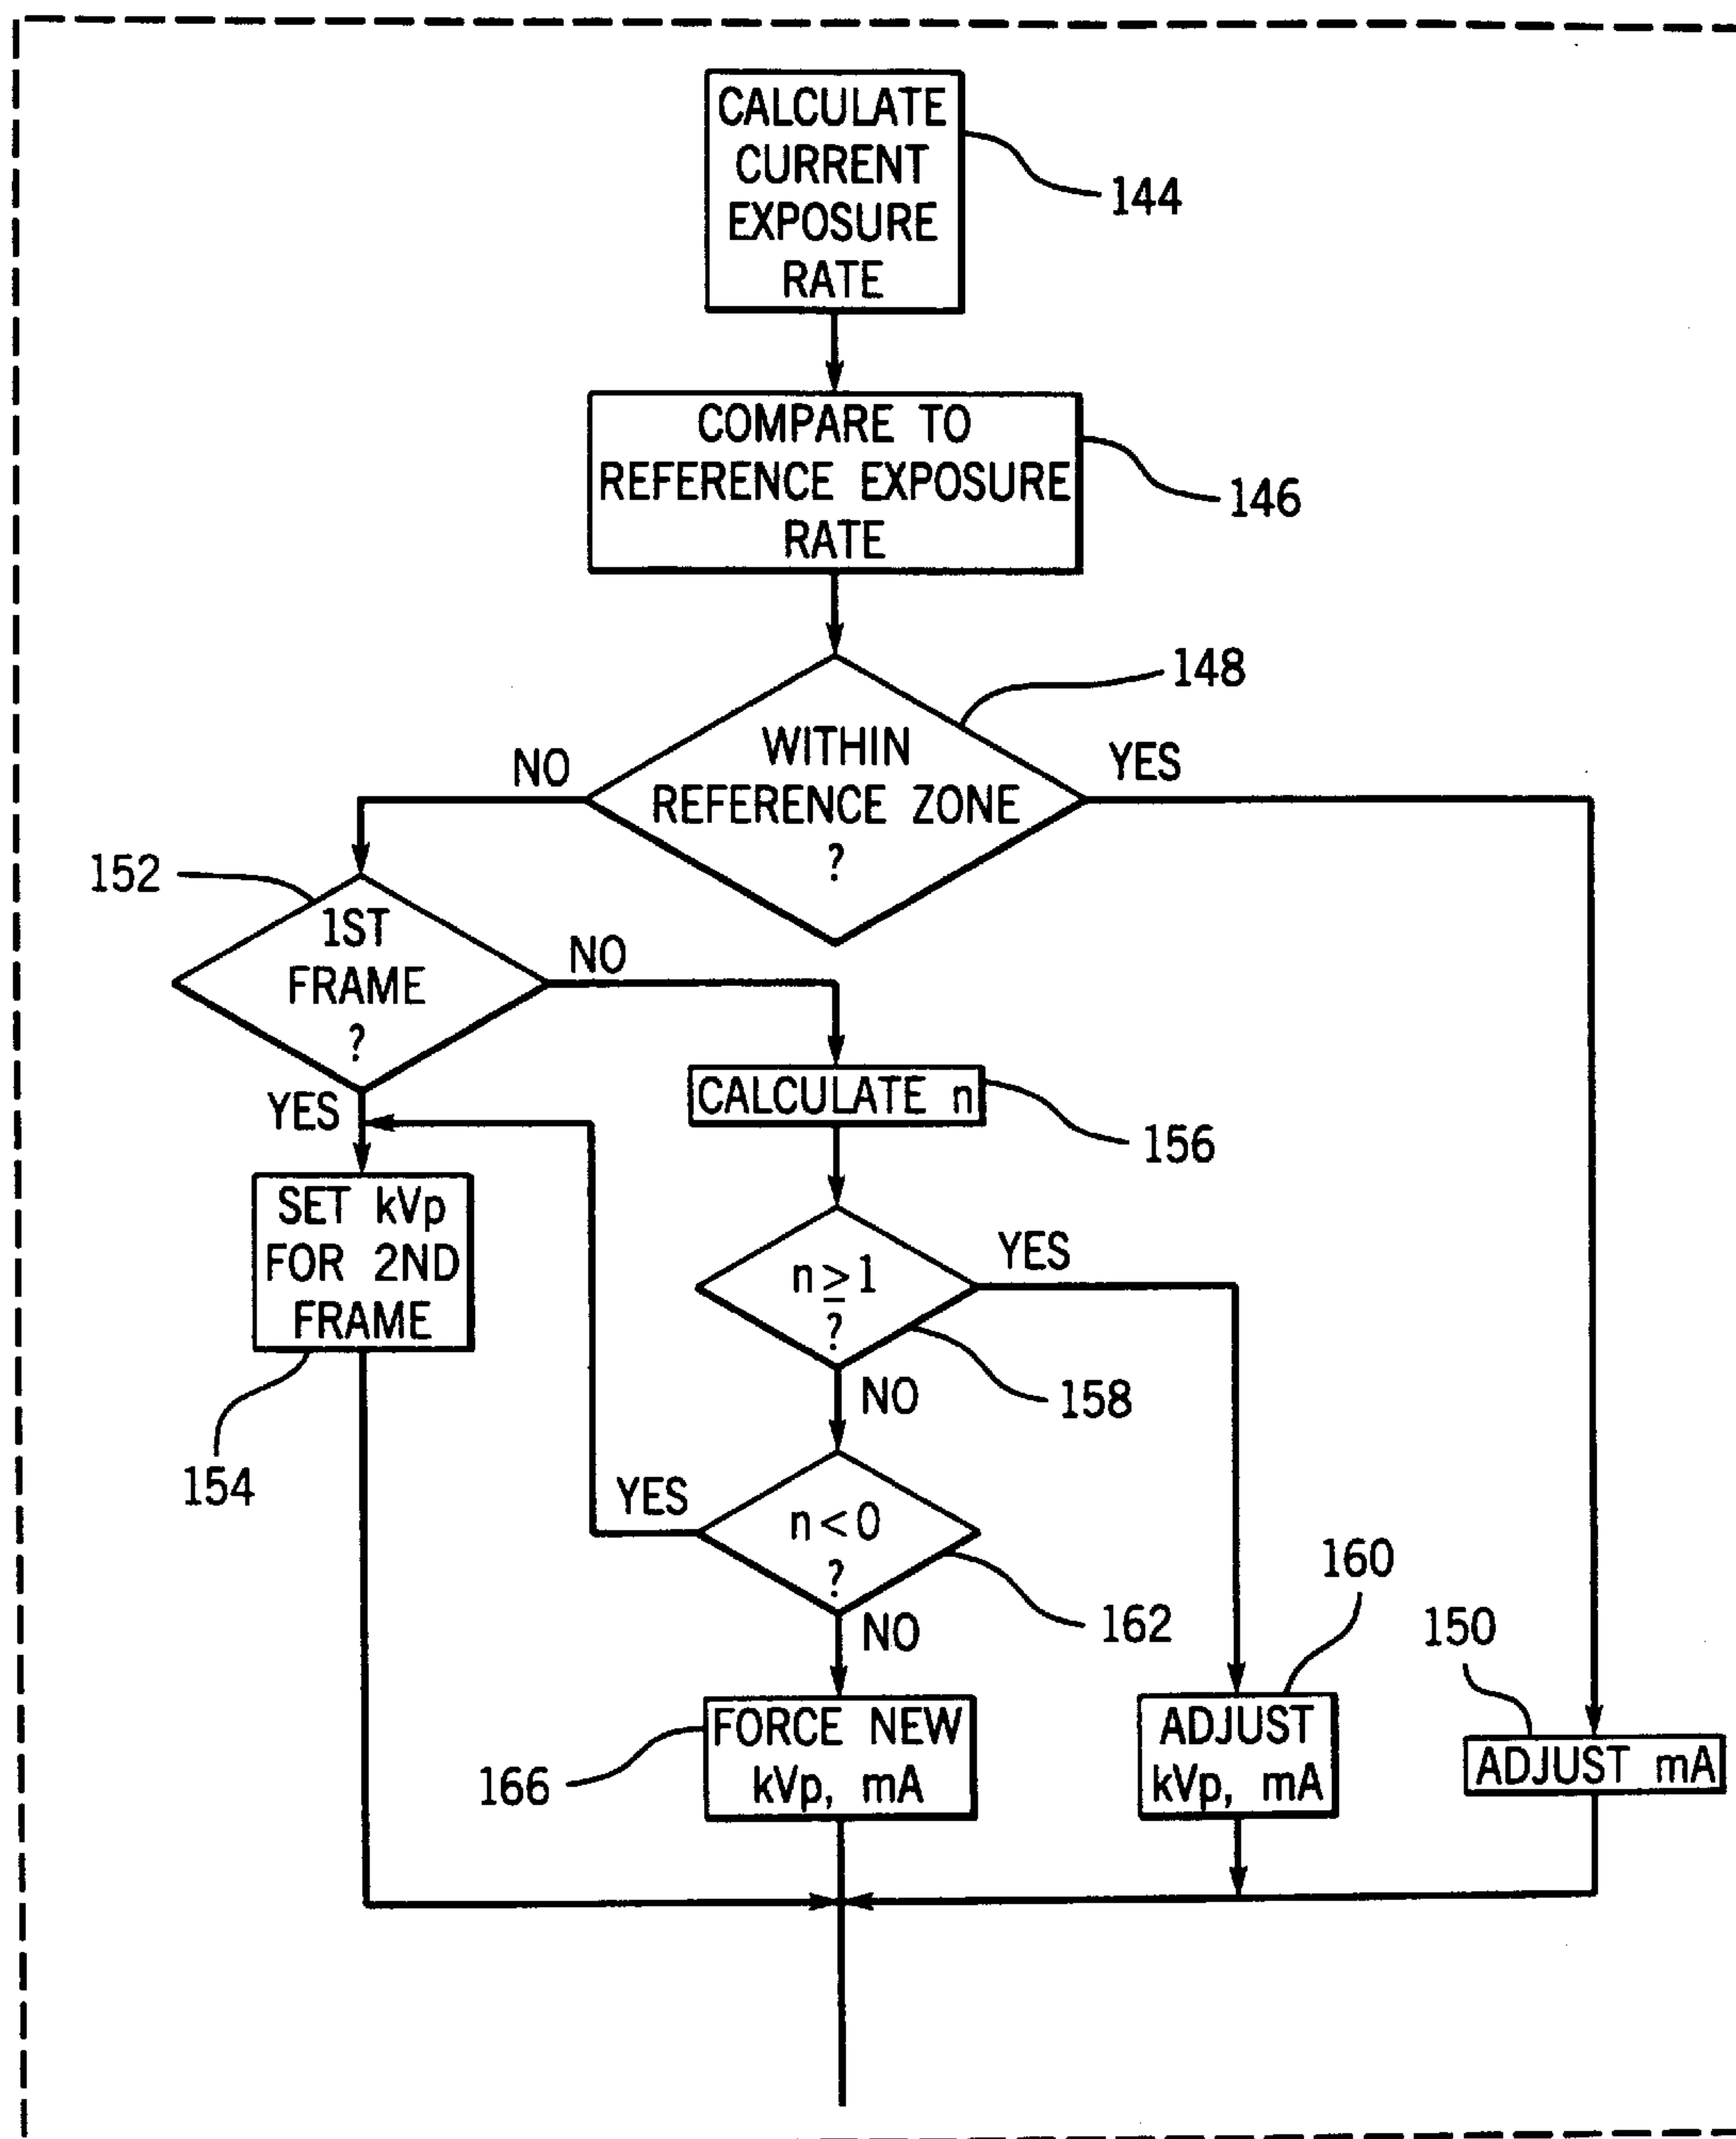 CALCULATE
CURRENT
EXPOSURE
RATE
144
COMPARE TO
REFERENCE EXPOSURE
RATE
146
148
WITHIN
REFERENCE ZONE
?
NO
YES
152
1ST
FRAME
?
NO
YES
CALCULATE n
156
SET kVp
FOR 2ND
FRAME
154
n ≥ 1
?
YES
158
NO
n < 0
?
YES
162
NO
160
150
FORCE NEW
kVp, mA
166
ADJUST
kVp, mA
ADJUST mA